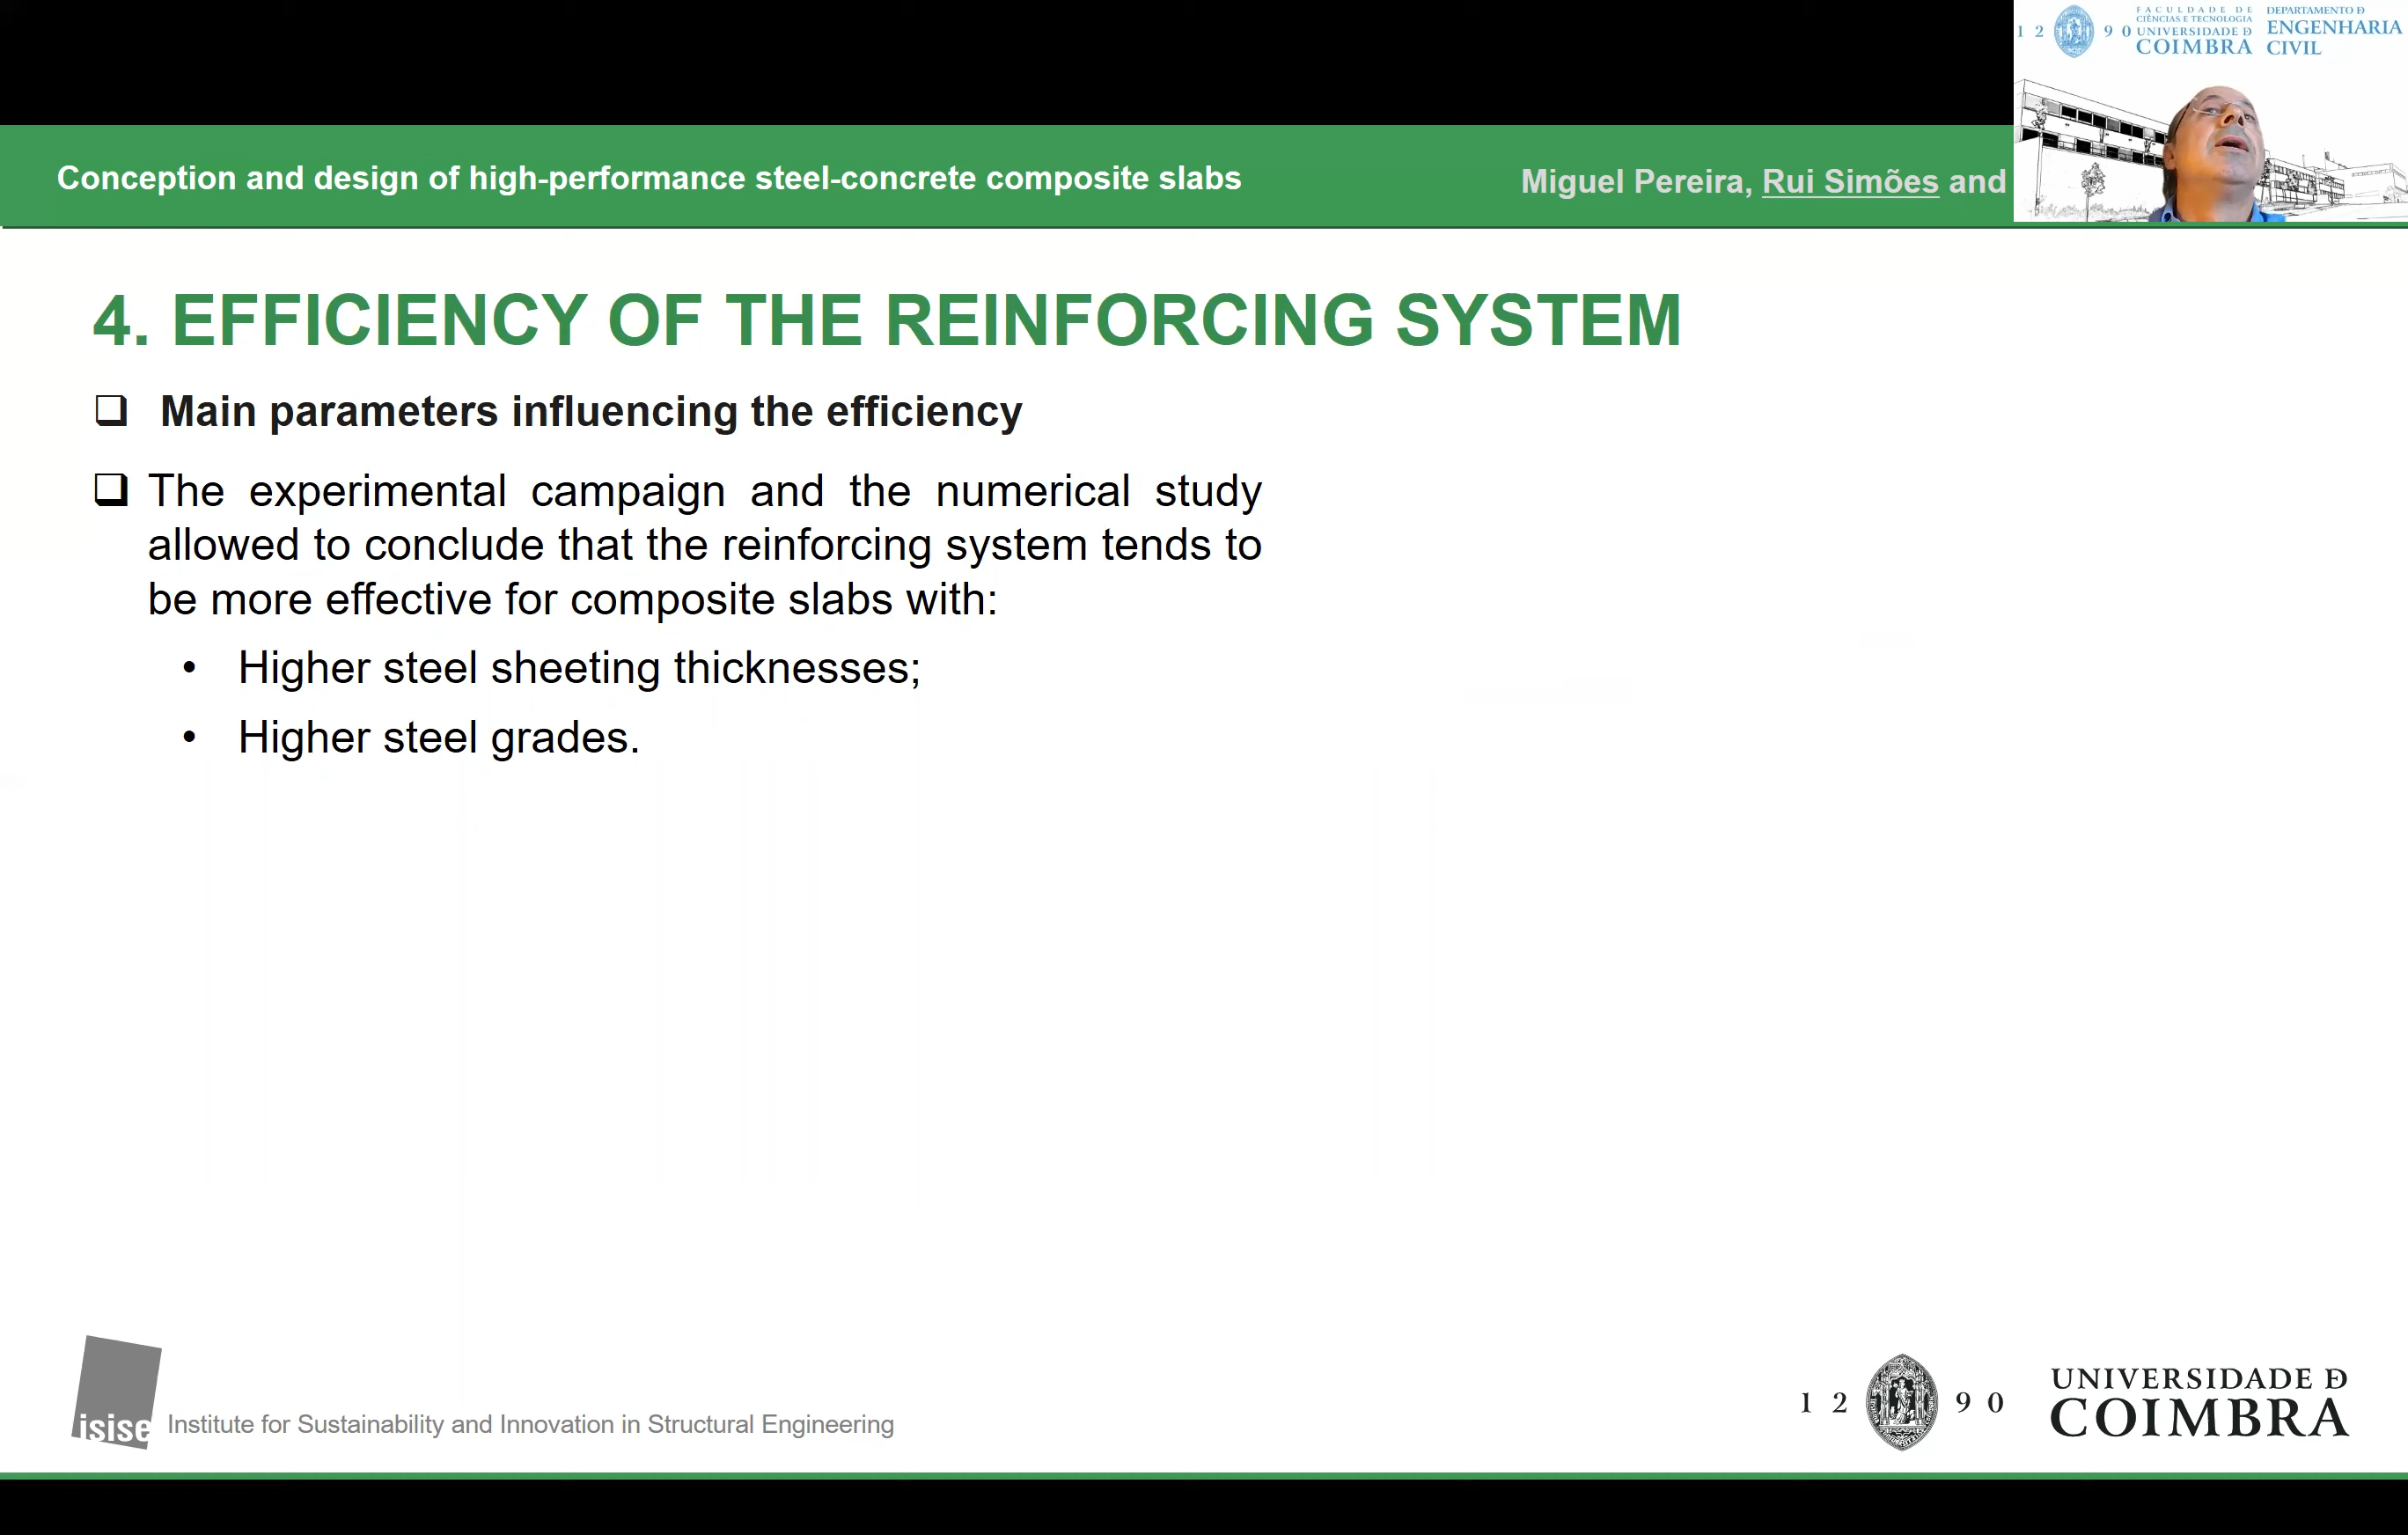 FACULDADE DE
CIÊNCIAS E TECNOLOGIA
UNIVERSIDADE Ð
COIMBRA
DEPARTAMENTO Ð
ENGENHARIA
CIVIL
1 2 9 0
Conception and design of high-performance steel-concrete composite slabs
Miguel Pereira, Rui Simões and
4. EFFICIENCY OF THE REINFORCING SYSTEM
❑ Main parameters influencing the efficiency
❑ The experimental campaign and the numerical study
allowed to conclude that the reinforcing system tends to
be more effective for composite slabs with:
• Higher steel sheeting thicknesses;
• Higher steel grades.
isise
Institute for Sustainability and Innovation in Structural Engineering
1 2 9 0
UNIVERSIDADE Ð
COIMBRA